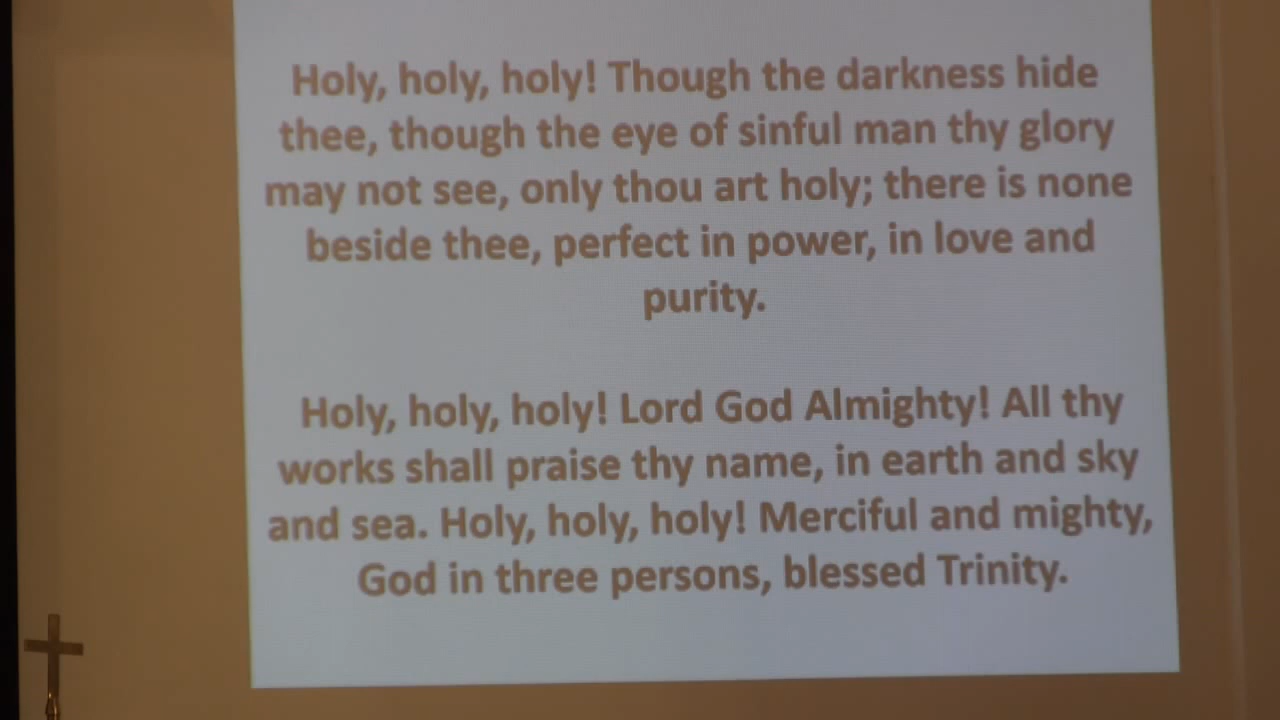 Holy, holy, holy! Though the darkness hide
thee, though the eye of sinful man thy glory
may not see, only thou art holy; there is none
beside thee, perfect in power, in love and
purity.
Holy, holy, holy! Lord God Almighty! All thy
works shall praise thy name, in earth and sky
and sea. Holy, holy, holy! Merciful and mighty,
God in three persons, blessed Trinity.